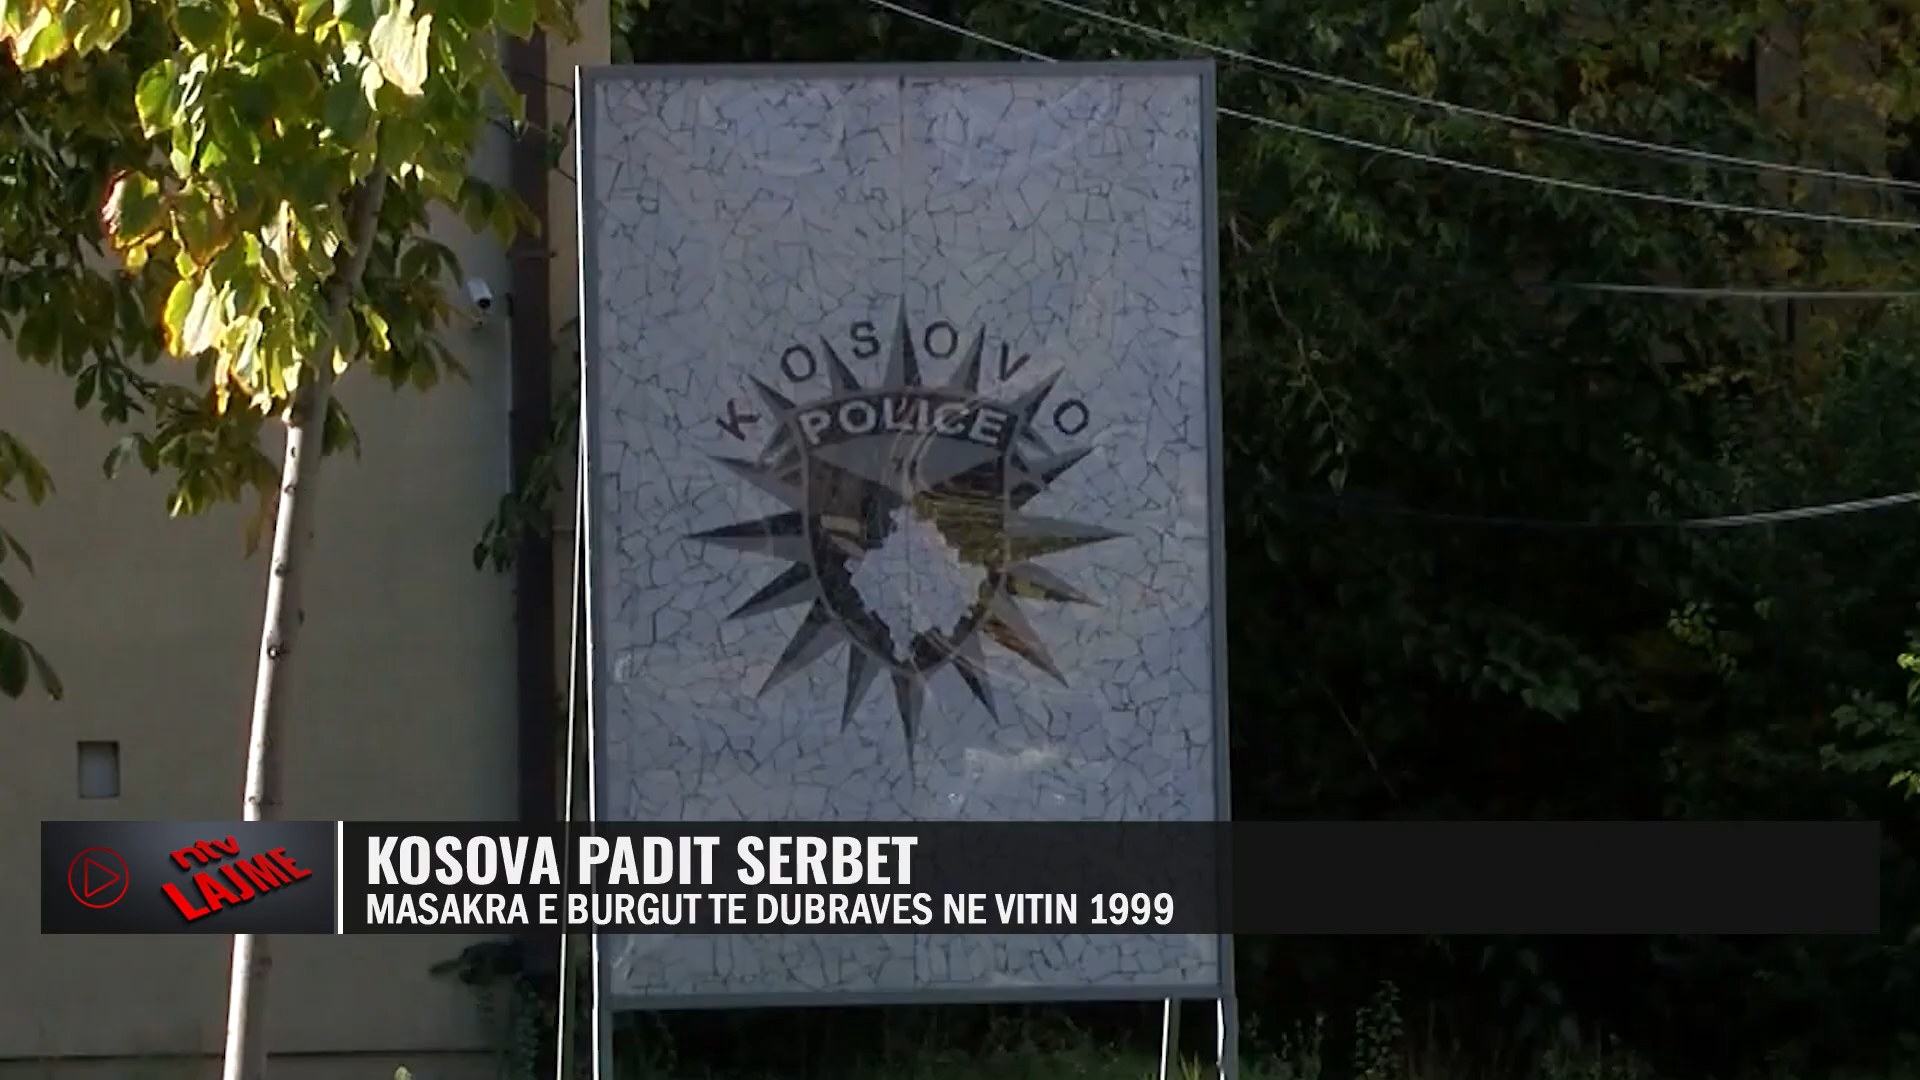 KOSOVO
POLICE
ntv
LAJME
KOSOVA PADIT SERBET
MASAKRA E BURGUT TE DUBRAVES NE VITIN 1999